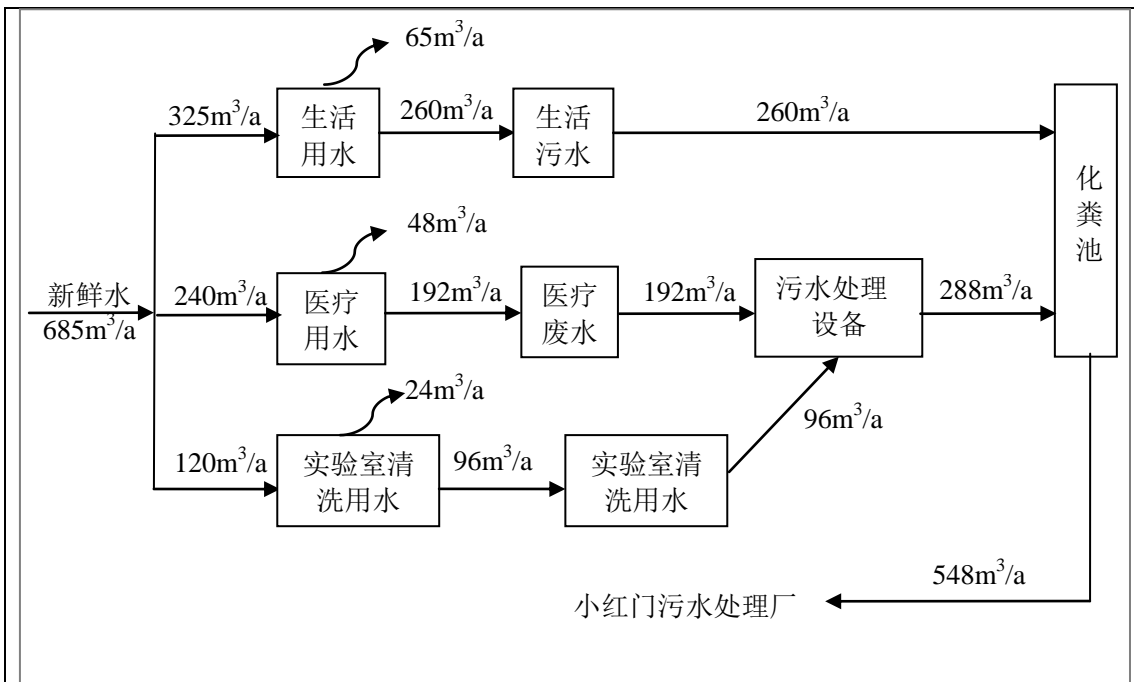 65m³/a
325m³/a
生活
用水
260m³/a
生活
污水
260m³/a
化
粪
池
48m³/a
新鲜水
685m³/a
240m³/a
医疗
用水
192m³/a
医疗
废水
192m³/a
污水处理
设备
288m³/a
24m³/a
120m³/a
实验室清
洗用水
96m³/a
实验室清
洗用水
96m³/a
548m³/a
小红门污水处理厂